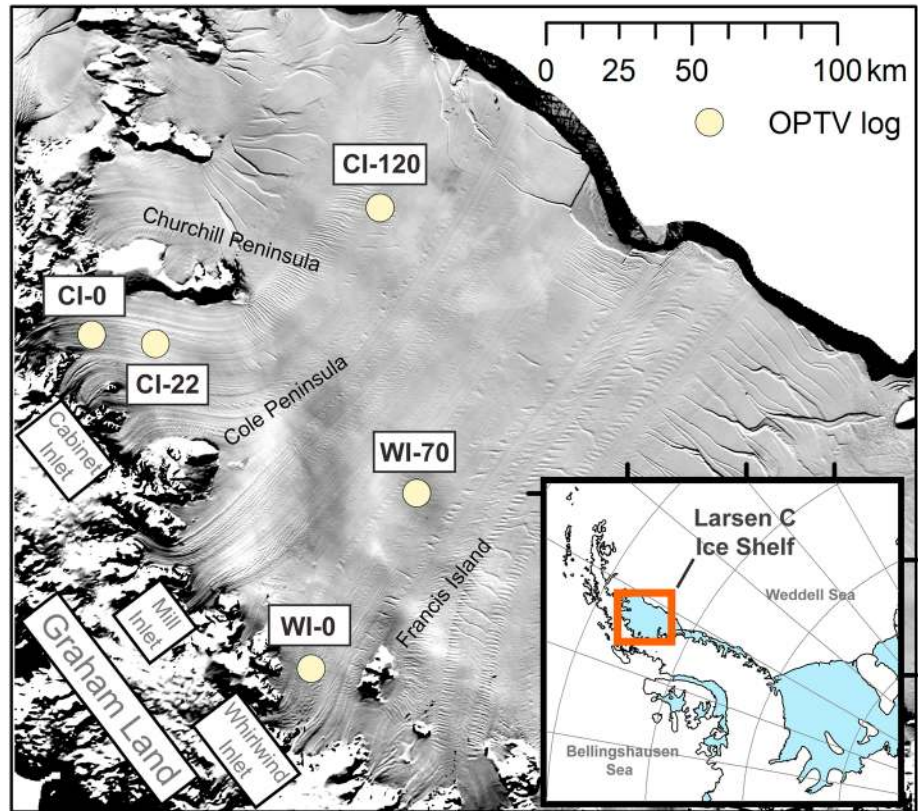 0 25 50 100 km
OPTV log
CI-120
Churchill Peninsula
CI-0
CI-22
Cole Peninsula
Cabinet
Inlet
WI-70
Larsen C
Ice Shelf
Weddell Sea
Francis Island
Mill
Inlet
WI-0
Graham Land
Whirlwind
Inlet
Bellingshausen
Sea